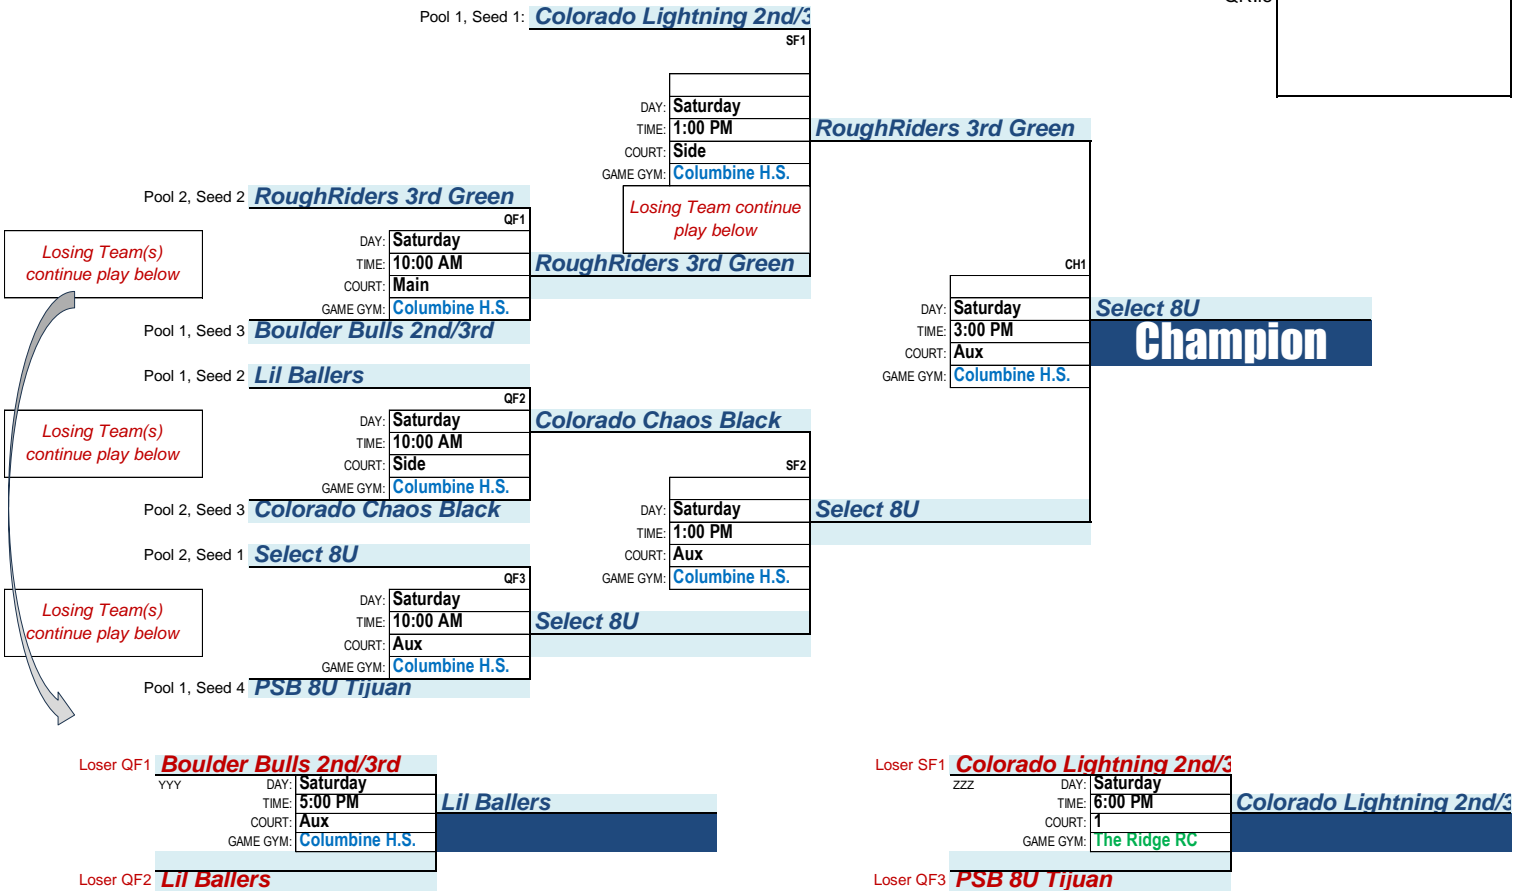 Pool 1, Seed 1: Colorado Lightning 2nd/3
SF1
DAY: Saturday
TIME: 1:00 PM
COURT: Side
GAME GYM: Columbine H.S.
Losing Team continue
play below
RoughRiders 3rd Green
Pool 2, Seed 2 RoughRiders 3rd Green
QF1
Losing Team(s)
continue play below
DAY: Saturday
TIME: 10:00 AM
COURT: Main
GAME GYM: Columbine H.S.
RoughRiders 3rd Green
Pool 1, Seed 3 Boulder Bulls 2nd/3rd
CH1
DAY: Saturday
TIME: 3:00 PM
COURT: Aux
GAME GYM: Columbine H.S.
Select 8U
Champion
Pool 1, Seed 2 Lil Ballers
QF2
Losing Team(s)
continue play below
DAY: Saturday
TIME: 10:00 AM
COURT: Side
GAME GYM: Columbine H.S.
Colorado Chaos Black
Pool 2, Seed 3 Colorado Chaos Black
SF2
DAY: Saturday
TIME: 1:00 PM
COURT: Aux
GAME GYM: Columbine H.S.
Select 8U
Pool 2, Seed 1 Select 8U
QF3
Losing Team(s)
continue play below
DAY: Saturday
TIME: 10:00 AM
COURT: Aux
GAME GYM: Columbine H.S.
Select 8U
Pool 1, Seed 4 PSB 8U Tijuan
Loser QF1 Boulder Bulls 2nd/3rd
YYY DAY: Saturday
TIME: 5:00 PM
COURT: Aux
GAME GYM: Columbine H.S.
Lil Ballers
Loser QF2 Lil Ballers
Loser SF1 Colorado Lightning 2nd/3
ZZZ DAY: Saturday
TIME: 6:00 PM
COURT: 1
GAME GYM: The Ridge RC
Colorado Lightning 2nd/3
Loser QF3 PSB 8U Tijuan